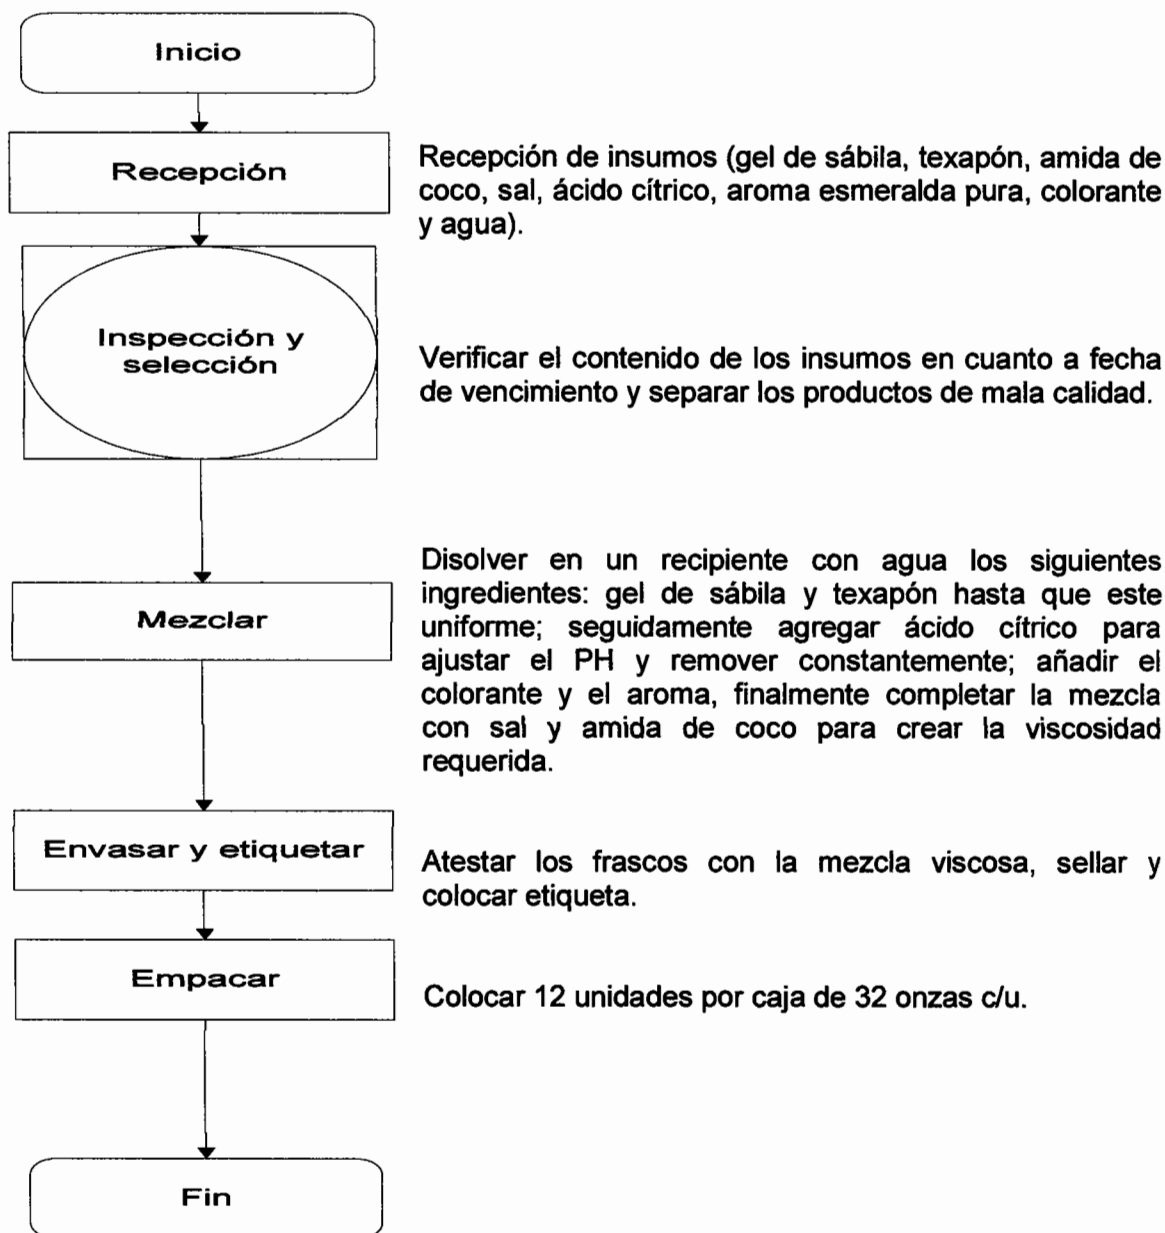 Inicio
Recepción
Recepción de insumos (gel de sábila, texapón, amida de
coco, sal, ácido cítrico, aroma esmeralda pura, colorante
y agua).
Inspección y
selección
Verificar el contenido de los insumos en cuanto a fecha
de vencimiento y separar los productos de mala calidad.
Mezclar
Disolver en un recipiente con agua los siguientes
ingredientes: gel de sábila y texapón hasta que este
uniforme; seguidamente agregar ácido cítrico para
ajustar el PH y remover constantemente; añadir el
colorante y el aroma, finalmente completar la mezcla
con sal y amida de coco para crear la viscosidad
requerida.
Envasar y etiquetar
Atestar los frascos con la mezcla viscosa, sellar y
colocar etiqueta.
Empacar
Colocar 12 unidades por caja de 32 onzas c/u.
Fin